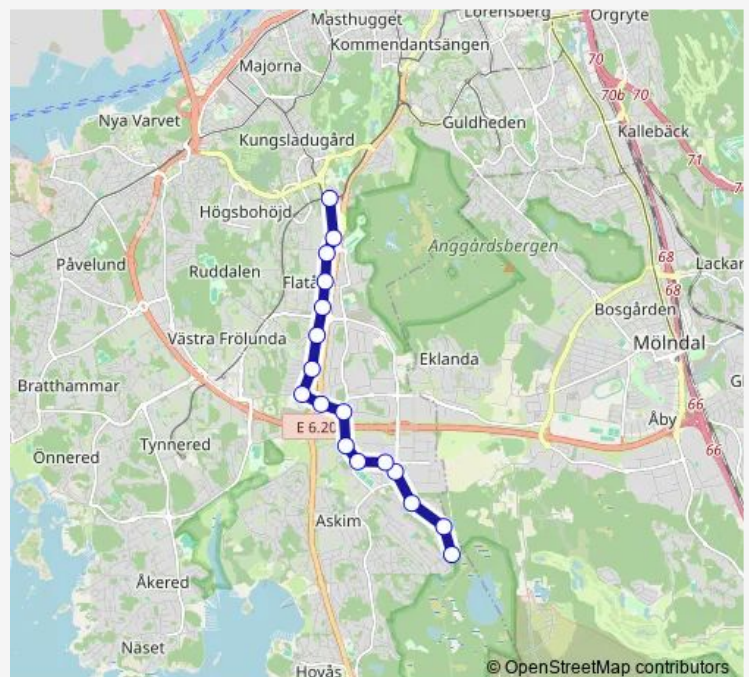 Masthugget
Lorensberg
Örgryte
Kommendantsängen
Majorna
70
70b
70
Nya Varvet
Guldheden
Kallebäck
Kungsladugård
71
Högsbohöjd
Änggårdsbergen
Påvelund
Ruddalen
68
Lackar
Flatå
68
Bosgården
Västra Frölunda
Mölndal
Eklanda
Bratthammar
66
Åby
E 6.20
Tynnered
Önnered
66
Askim
Åkered
Näset
Hovås
© OpenStreetMap contributors